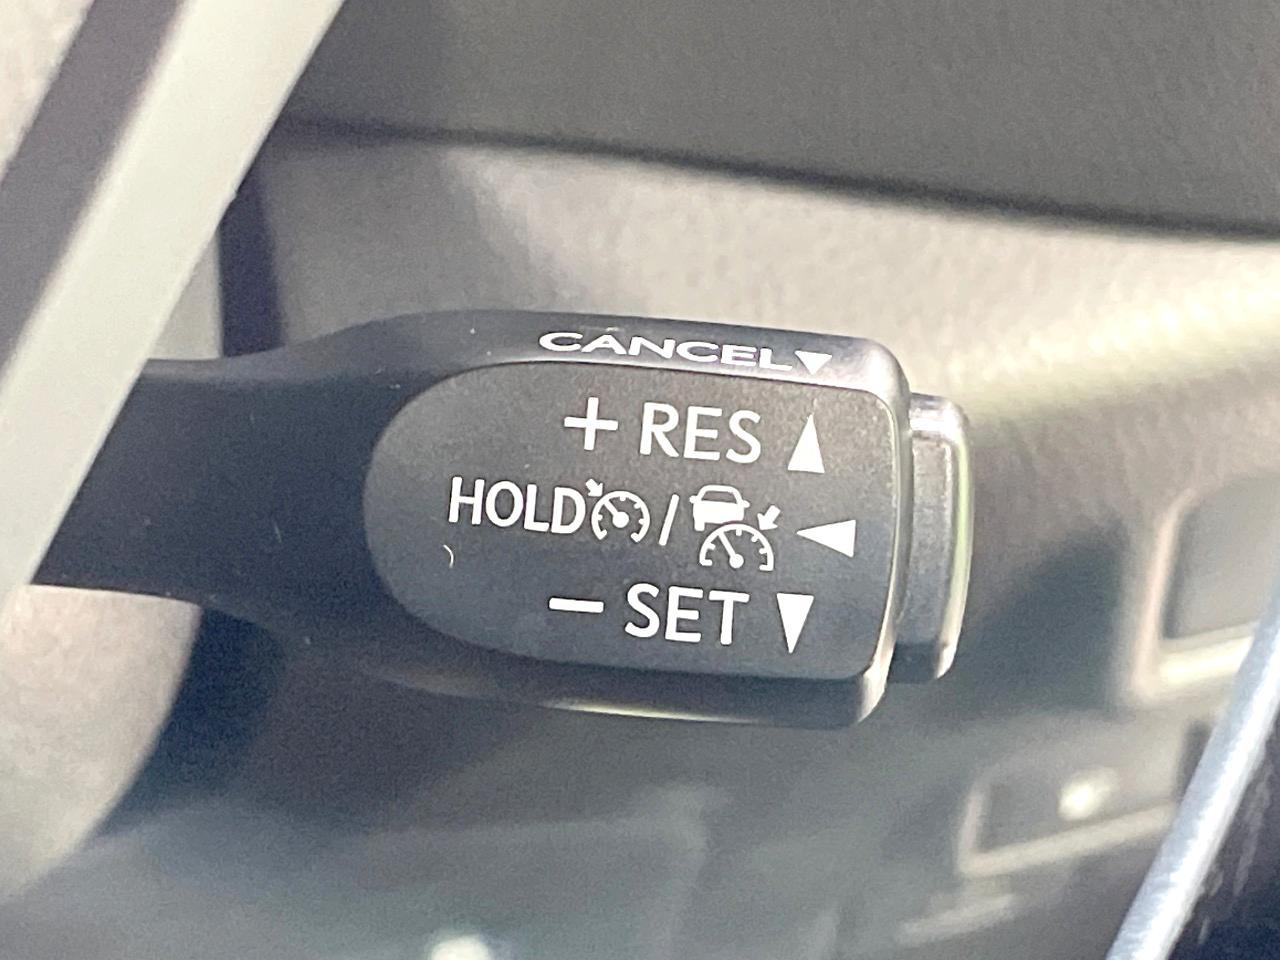 CANCEL▼
+ RES ▲
HOLD / ◀
− SET ▼